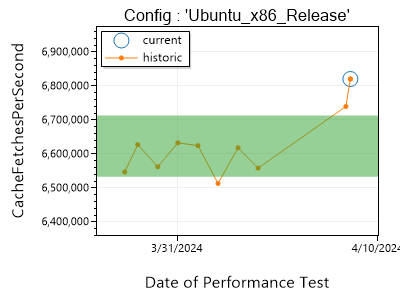 Config : 'Ubuntu_x86_Release'
current
historic
CacheFetchesPerSecond
6,900,000
6,800,000
6,700,000
6,600,000
6,500,000
6,400,000
3/31/2024
4/10/2024
Date of Performance Test